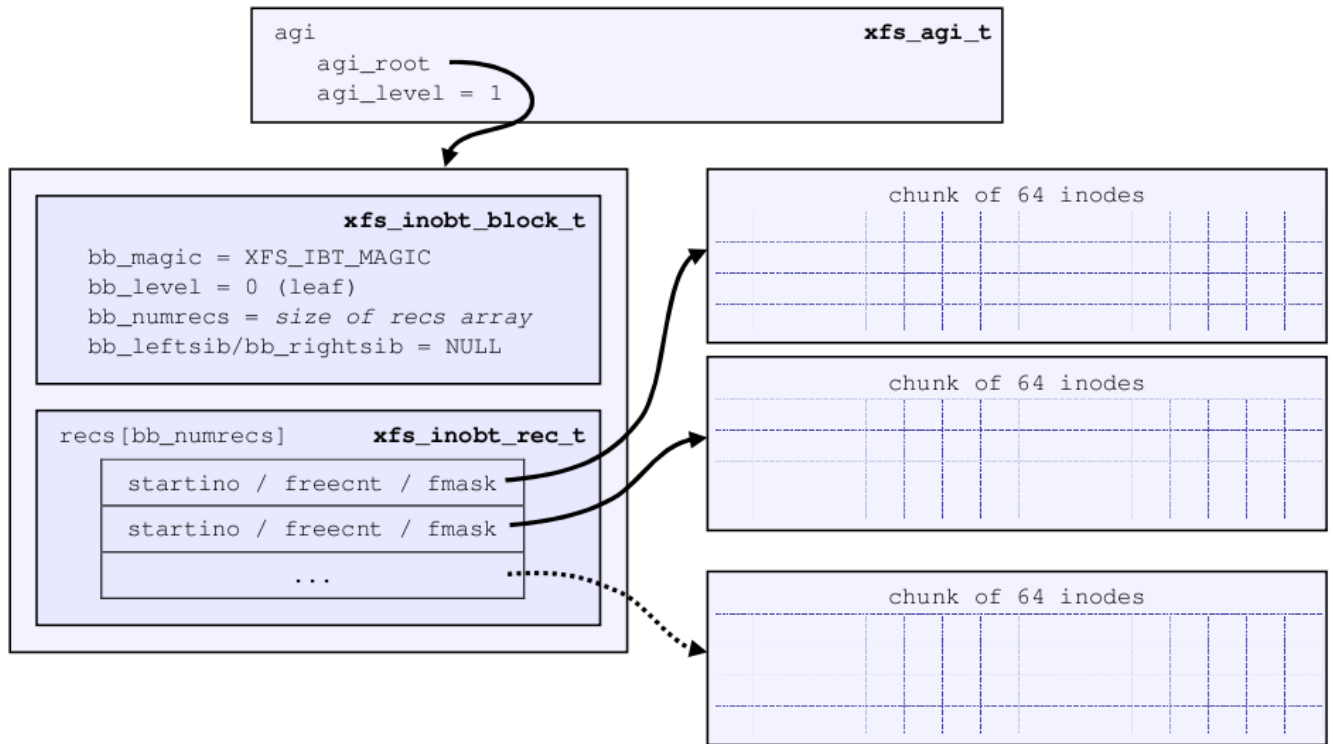 agi xfs_agi_t
agi_root
agi_level = 1
xfs_inobt_block_t
bb_magic = XFS_IBT_MAGIC
bb_level = 0 (leaf)
bb_numrecs = size of recs array
bb_leftsib/bb_rightsib = NULL
recs[bb_numrecs] xfs_inobt_rec_t
startino / freecnt / fmask
startino / freecnt / fmask
...
chunk of 64 inodes
chunk of 64 inodes
chunk of 64 inodes